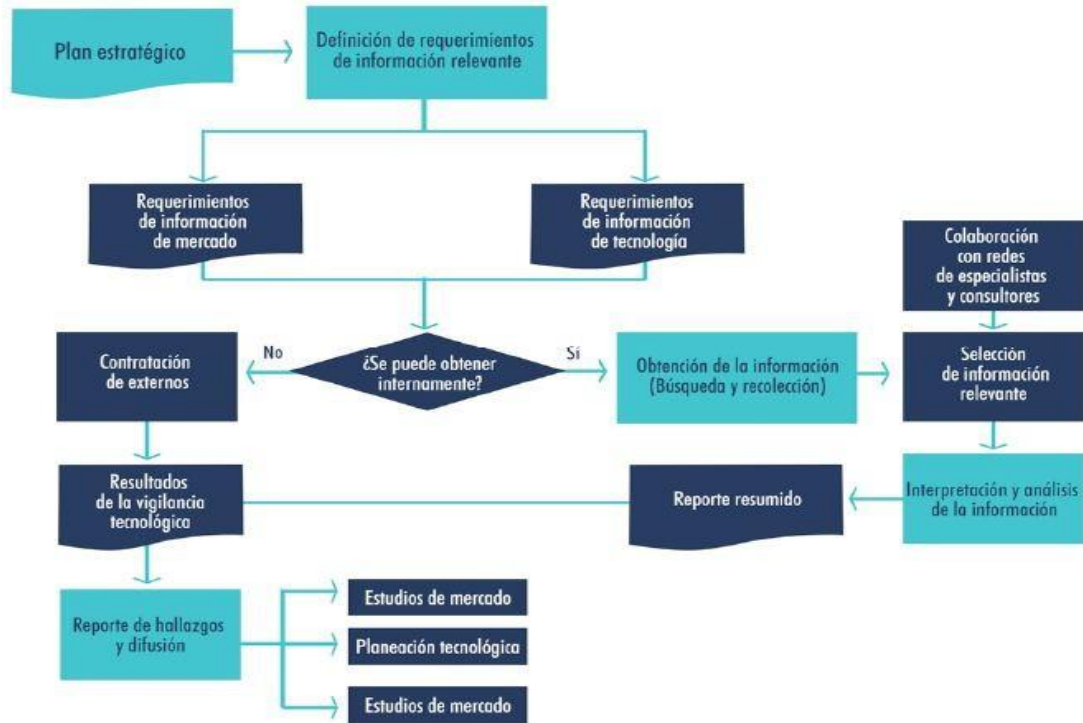 Plan estratégico
Definición de requerimientos
de información relevante
Requerimientos
de información
de mercado
Requerimientos
de información
de tecnología
Colaboración
con redes
de especialistas
y consultores
Contratación
de externos
No
¿Se puede obtener
internamente?
Sí
Obtención de la información
(Búsqueda y recolección)
Selección
de información
relevante
Resultados
de la vigilancia
tecnológica
Reporte resumido
Interpretación y análisis
de la información
Reporte de hallazgos
y difusión
Estudios de mercado
Planeación tecnológica
Estudios de mercado